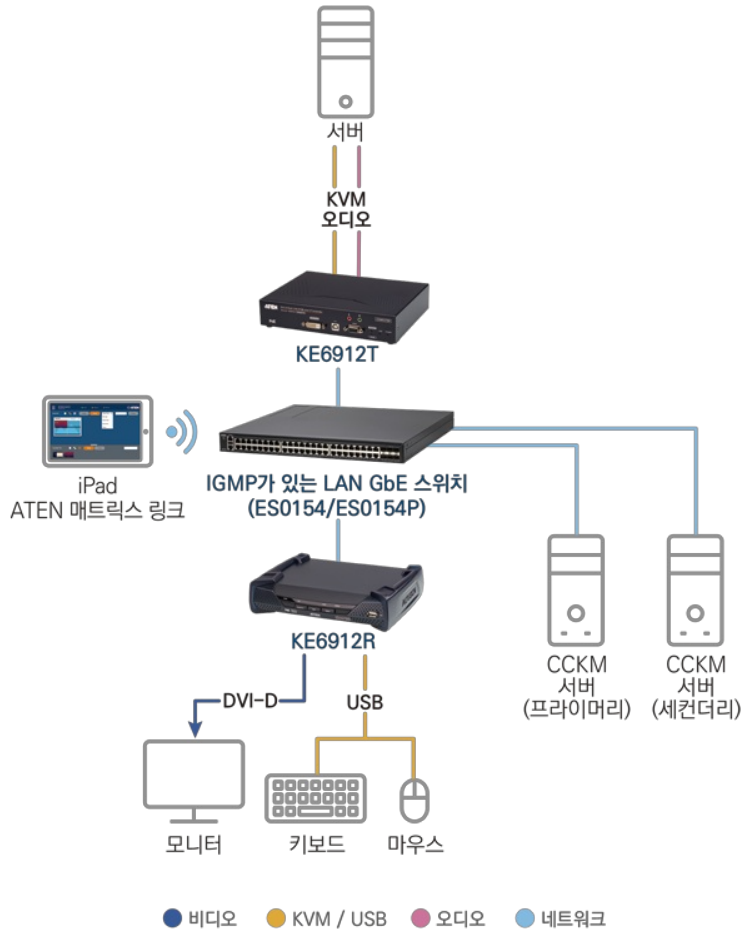 서버
KVM
오디오
ATEN
KE6912T
iPad
ATEN 매트릭스 링크
IGMP가 있는 LAN GbE 스위치
(ES0154/ES0154P)
KE6912R
CCKM
서버
(프라이머리)
CCKM
서버
(세컨더리)
DVI-D
USB
모니터
키보드
마우스
비디오
KVM / USB
오디오
네트워크